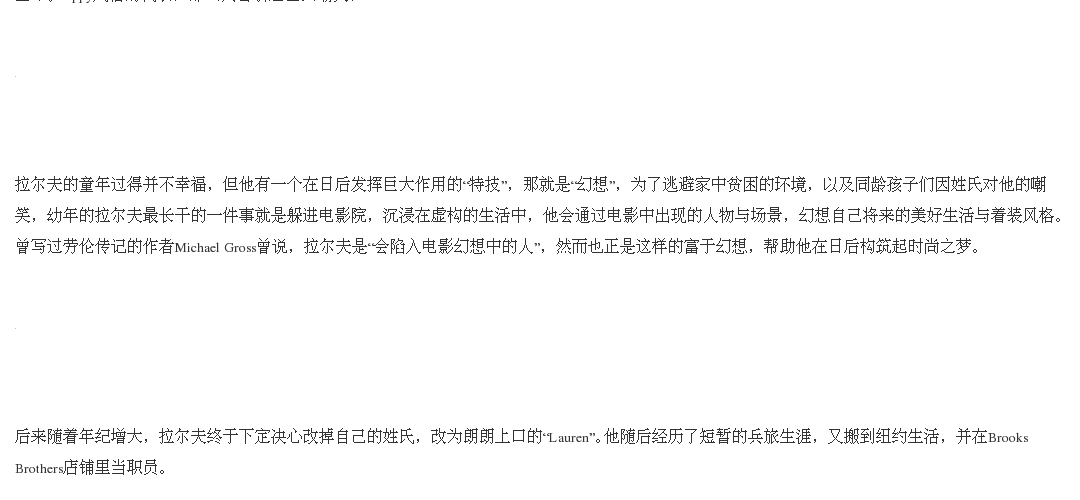 拉尔夫的童年过得并不幸福，但他有一个在日后发挥巨大作用的“特技”，那就是“幻想”，为了逃避家中贫困的环境，以及同龄孩子们因姓氏对他的嘲
笑，幼年的拉尔夫最长干的一件事就是躲进电影院，沉浸在虚构的生活中，他会通过电影中出现的人物与场景，幻想自己将来的美好生活与着装风格。
曾写过劳伦传记的作者Michael Gross曾说，拉尔夫是“会陷入电影幻想中的人”，然而也正是这样的富于幻想，帮助他在日后构筑起时尚之梦。
后来随着年纪增大，拉尔夫终于下定决心改掉自己的姓氏，改为朗朗上口的“Lauren”。他随后经历了短暂的兵旅生涯，又搬到纽约生活，并在Brooks
Brothers店铺里当职员。